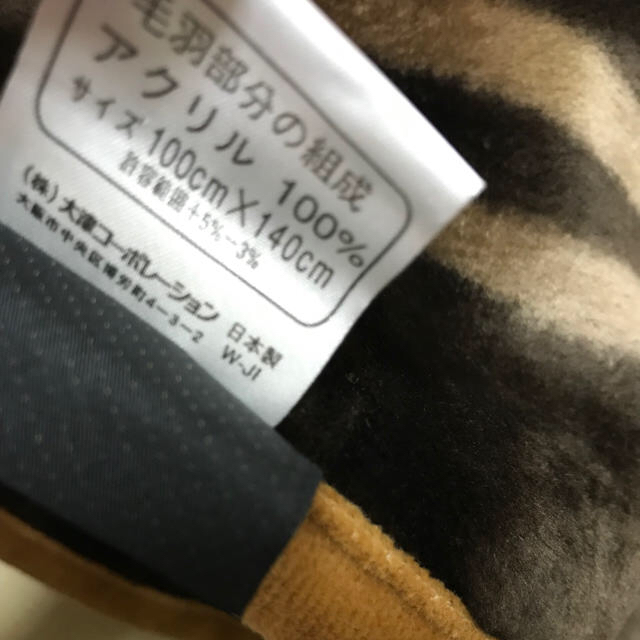 毛羽部分の組成
アクリル 100%
サイズ 100cm×140cm
許容範囲+5%−3%
(株)大東コーポレーション 日本製
大阪市中央区博労町4−3−2 W-JI